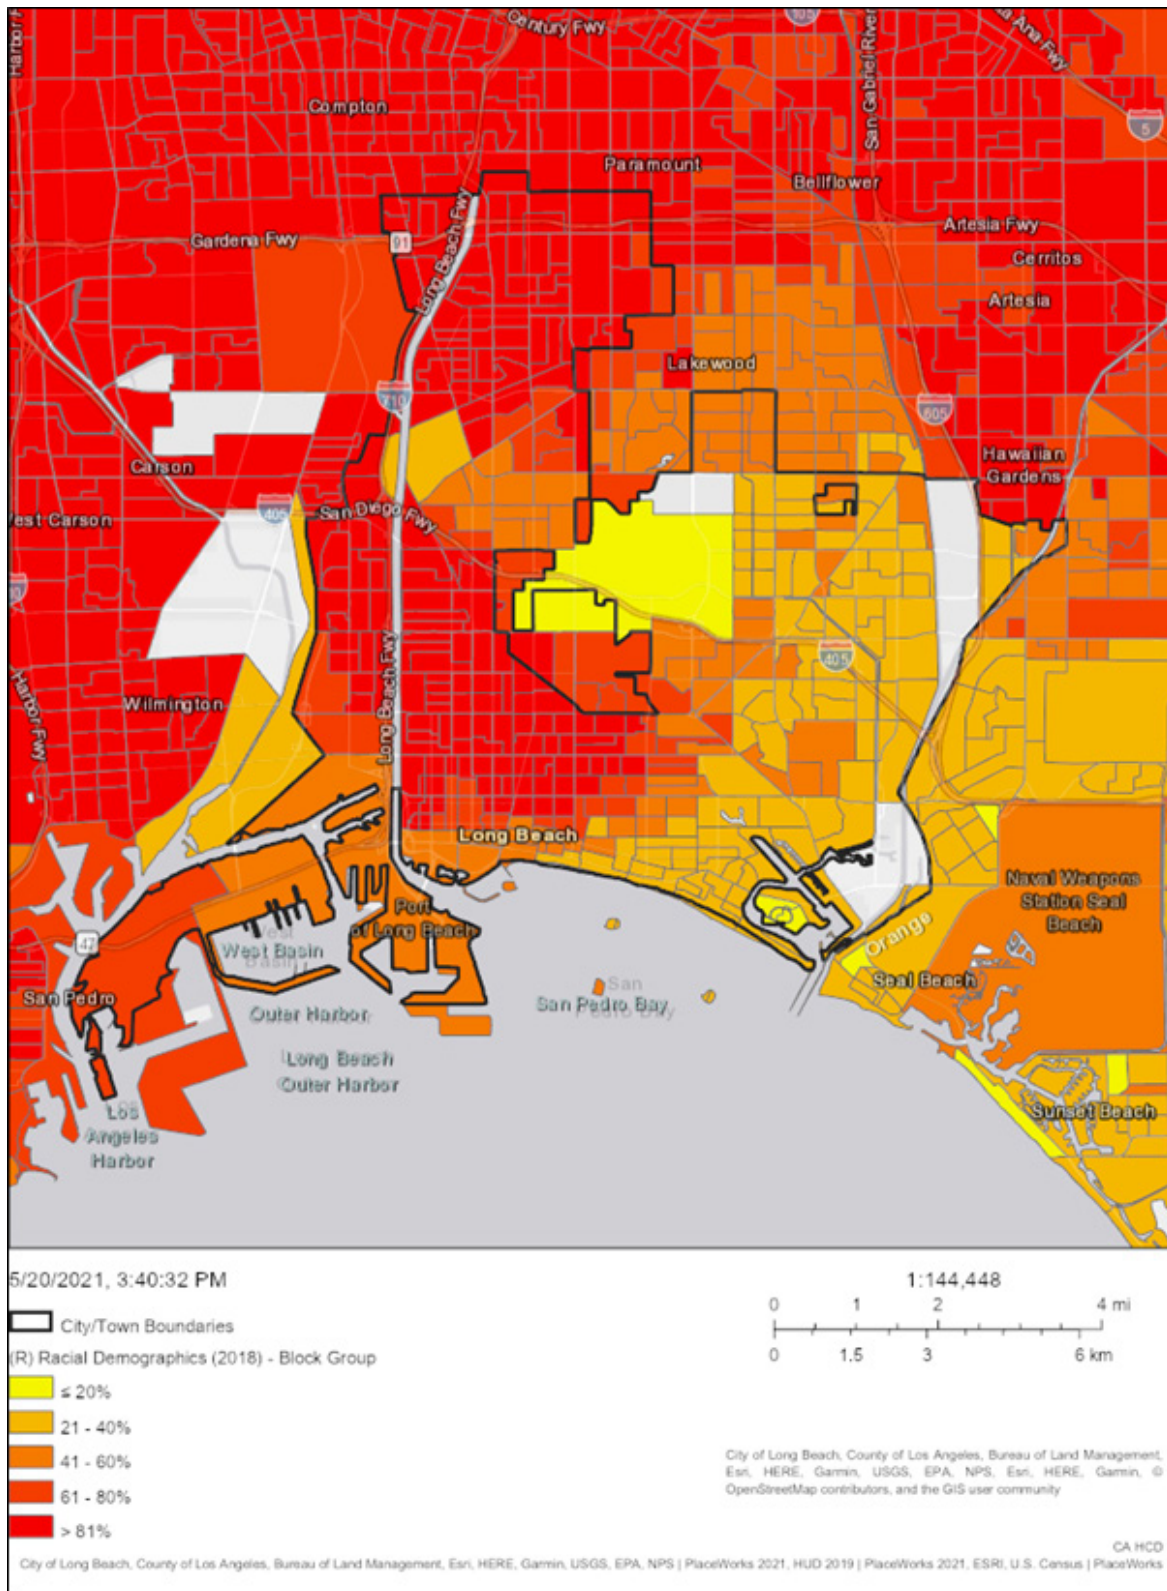 Century Fwy
105
Ana Fwy
San Gabriel River
Compton
5
Paramount
Bellflower
Artesia Fwy
Gardena Fwy
91
Long Beach Fwy
Cerritos
Artesia
Lakewood
710
605
Hawaiian
Gardens
Carson
405
San Diego Fwy
West Carson
405
Long Beach Fwy
Harbor Fwy
Wilmington
Long Beach
Naval Weapons
Station Seal
Beach
Port
of Long Beach
West Basin
Orange
47
Seal Beach
San Pedro
San Pedro Bay
Outer Harbor
Long Beach
Outer Harbor
Los
Angeles
Harbor
Sunset Beach
5/20/2021, 3:40:32 PM
1:144,448
0 1 2 4 mi
0 1.5 3 6 km
City/Town Boundaries
(R) Racial Demographics (2018) - Block Group
≤ 20%
21 - 40%
41 - 60%
61 - 80%
> 81%
City of Long Beach, County of Los Angeles, Bureau of Land Management,
Esri, HERE, Garmin, USGS, EPA, NPS, Esri, HERE, Garmin, ©
OpenStreetMap contributors, and the GIS user community
CA HCD
City of Long Beach, County of Los Angeles, Bureau of Land Management, Esri, HERE, Garmin, USGS, EPA, NPS | PlaceWorks 2021, HUD 2019 | PlaceWorks 2021, ESRI, U.S. Census | PlaceWorks